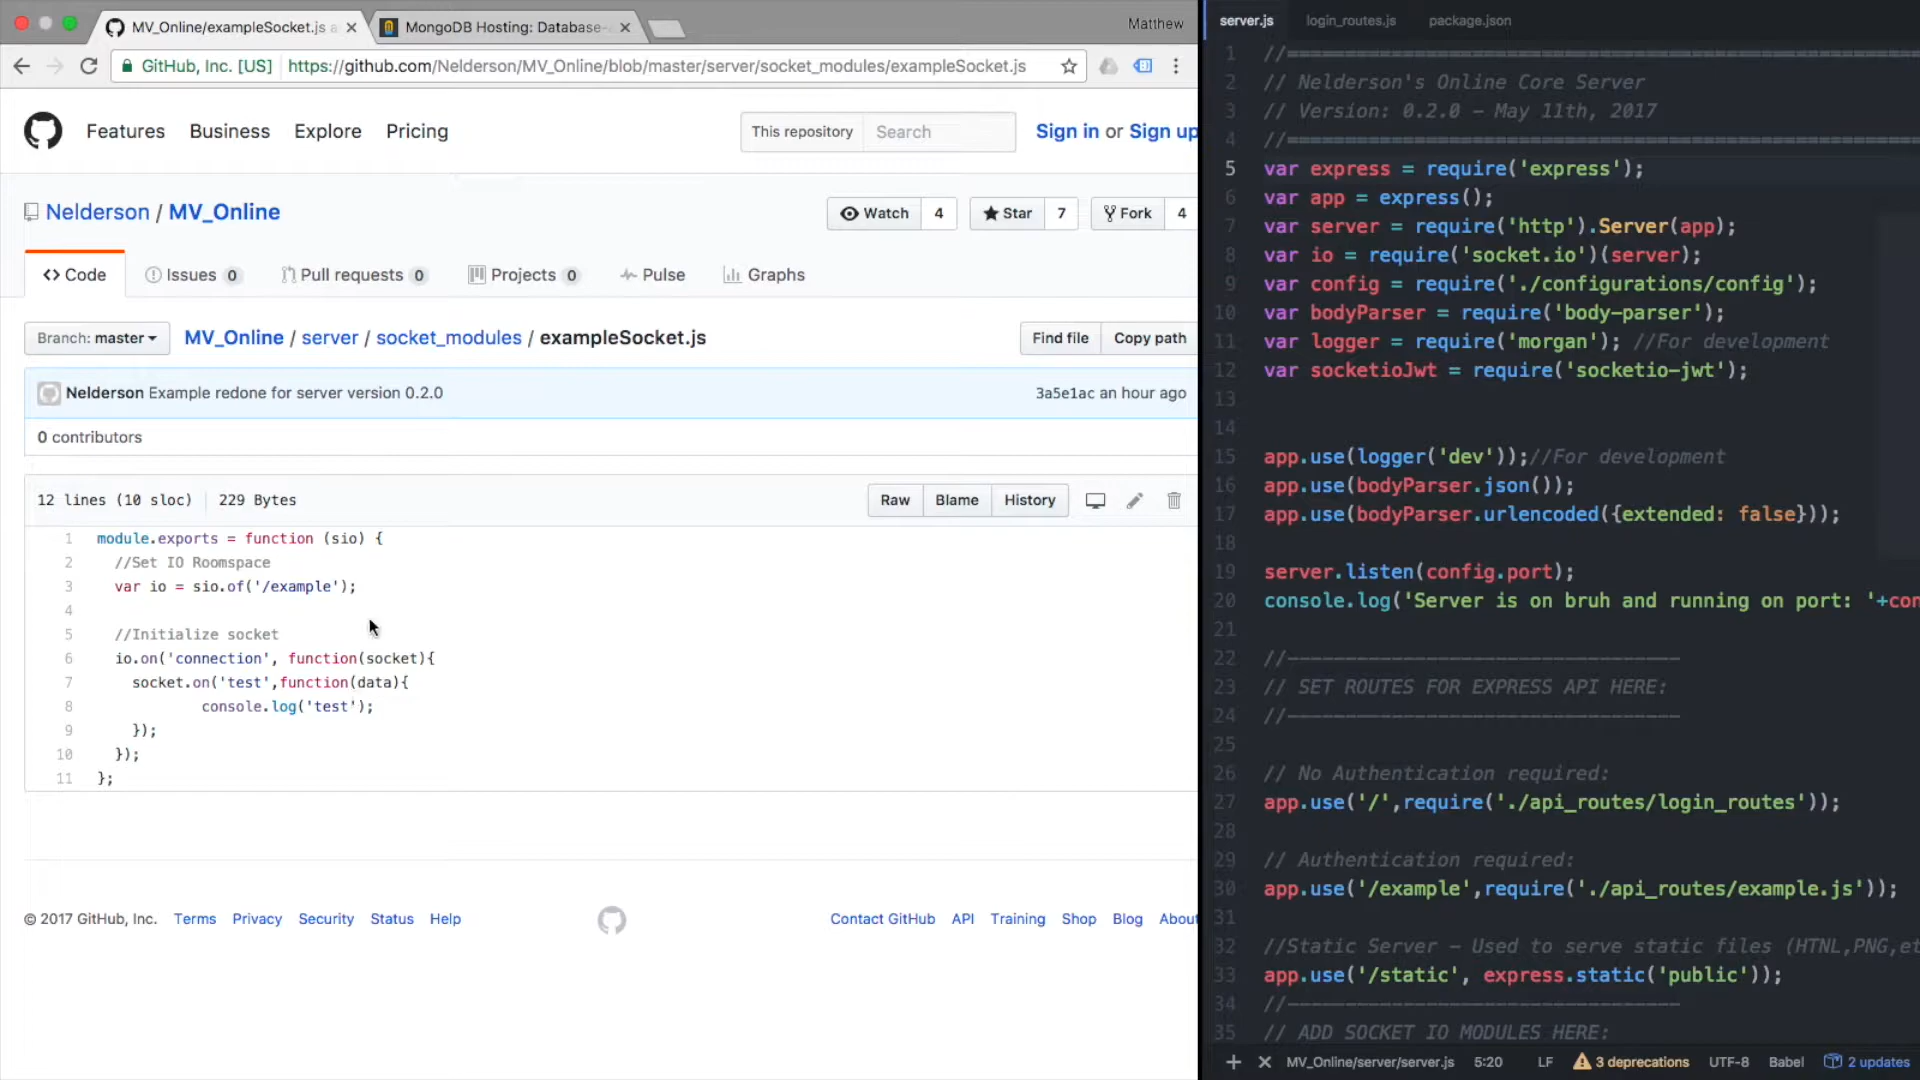 MV_Online/exampleSocket.js a
MongoDB Hosting: Database-
Matthew
GitHub, Inc. [US]
https://github.com/Nelderson/MV_Online/blob/master/server/socket_modules/exampleSocket.js
Features
Business
Explore
Pricing
This repository
Search
Sign in or Sign up
Nelderson / MV_Online
Watch 4
Star 7
Fork 4
<> Code
Issues 0
Pull requests 0
Projects 0
Pulse
Graphs
Branch: master
MV_Online / server / socket_modules / exampleSocket.js
Find file
Copy path
Nelderson Example redone for server version 0.2.0
3a5e1ac an hour ago
0 contributors
12 lines (10 sloc)
229 Bytes
Raw
Blame
History
1 module.exports = function (sio) {
2 //Set IO Roomspace
3 var io = sio.of('/example');
4
5 //Initialize socket
6 io.on('connection', function(socket){
7 socket.on('test',function(data){
8 console.log('test');
9 });
10 });
11 };
© 2017 GitHub, Inc.
Terms
Privacy
Security
Status
Help
Contact GitHub
API
Training
Shop
Blog
About
server.js
login_routes.js
package.json
1 //
2 // Nelderson's Online Core Server
3 // Version: 0.2.0 - May 11th, 2017
4 //
5 var express = require('express');
6 var app = express();
7 var server = require('http').Server(app);
8 var io = require('socket.io')(server);
9 var config = require('./configurations/config');
10 var bodyParser = require('body-parser');
11 var logger = require('morgan'); //For development
12 var socketioJwt = require('socketio-jwt');
13
14
15 app.use(logger('dev'));//For development
16 app.use(bodyParser.json());
17 app.use(bodyParser.urlencoded({extended: false}));
18
19 server.listen(config.port);
20 console.log('Server is on bruh and running on port: '+con
21
22 //----------------------------------
23 // SET ROUTES FOR EXPRESS API HERE:
24 //----------------------------------
25
26 // No Authentication required:
27 app.use('/',require('./api_routes/login_routes'));
28
29 // Authentication required:
30 app.use('/example',require('./api_routes/example.js'));
31
32 //Static Server - Used to serve static files (HTNL,PNG,et
33 app.use('/static', express.static('public'));
34 //----------------------------------
35 // ADD SOCKET IO MODULES HERE:
MV_Online/server/server.js
5:20
LF
3 deprecations
UTF-8
Babel
2 updates